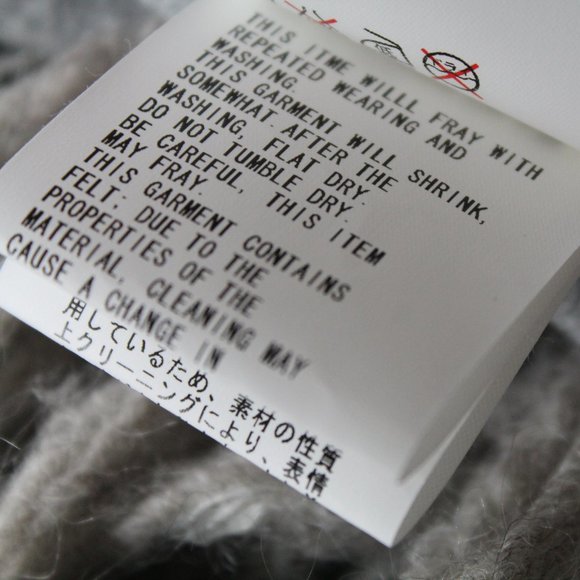 THIS ITME WILLL FRAY WITH
REPEATED WEARING AND
WASHING.
THIS GARMENT WILL SHRINK,
SOMEWHAT AFTER THE
WASHING, FLAT DRY.
DO NOT TUMBLE DRY.
BE CAREFUL, THIS ITEM
MAY FRAY.
THIS GARMENT CONTAINS
FELT: DUE TO THE
PROPERTIES OF THE
MATERIAL, CLEANING MAY
CAUSE A CHANGE IN
用しているため、素材の性質
上クリーニングにより、表情